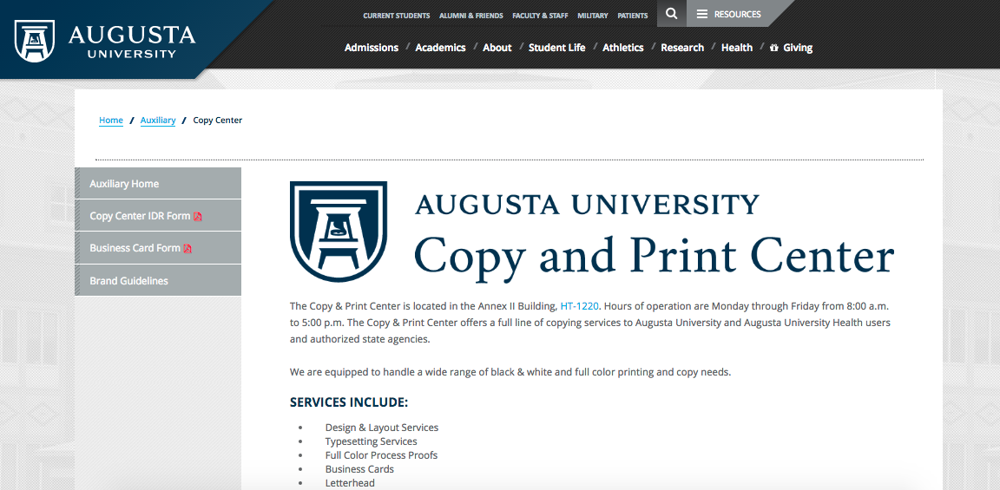 CURRENT STUDENTS ALUMNI & FRIENDS FACULTY & STAFF MILITARY PATIENTS RESOURCES
AUGUSTA
UNIVERSITY
Admissions / Academics / About / Student Life / Athletics / Research / Health / Giving
Home / Auxiliary / Copy Center
Auxiliary Home
Copy Center IDR Form
Business Card Form
Brand Guidelines
AUGUSTA UNIVERSITY
Copy and Print Center
The Copy & Print Center is located in the Annex II Building, HT-1220. Hours of operation are Monday through Friday from 8:00 a.m.
to 5:00 p.m. The Copy & Print Center offers a full line of copying services to Augusta University and Augusta University Health users
and authorized state agencies.
We are equipped to handle a wide range of black & white and full color printing and copy needs.
SERVICES INCLUDE:
• Design & Layout Services
• Typesetting Services
• Full Color Process Proofs
• Business Cards
• Letterhead